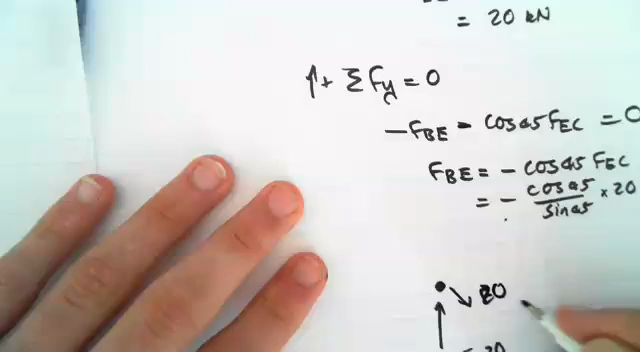 = 20 kN
↑+ ΣFy = 0
-FBE - cos45 FEC = 0
FBE = - cos45 FEC
= - cos45/sin45 × 20
20